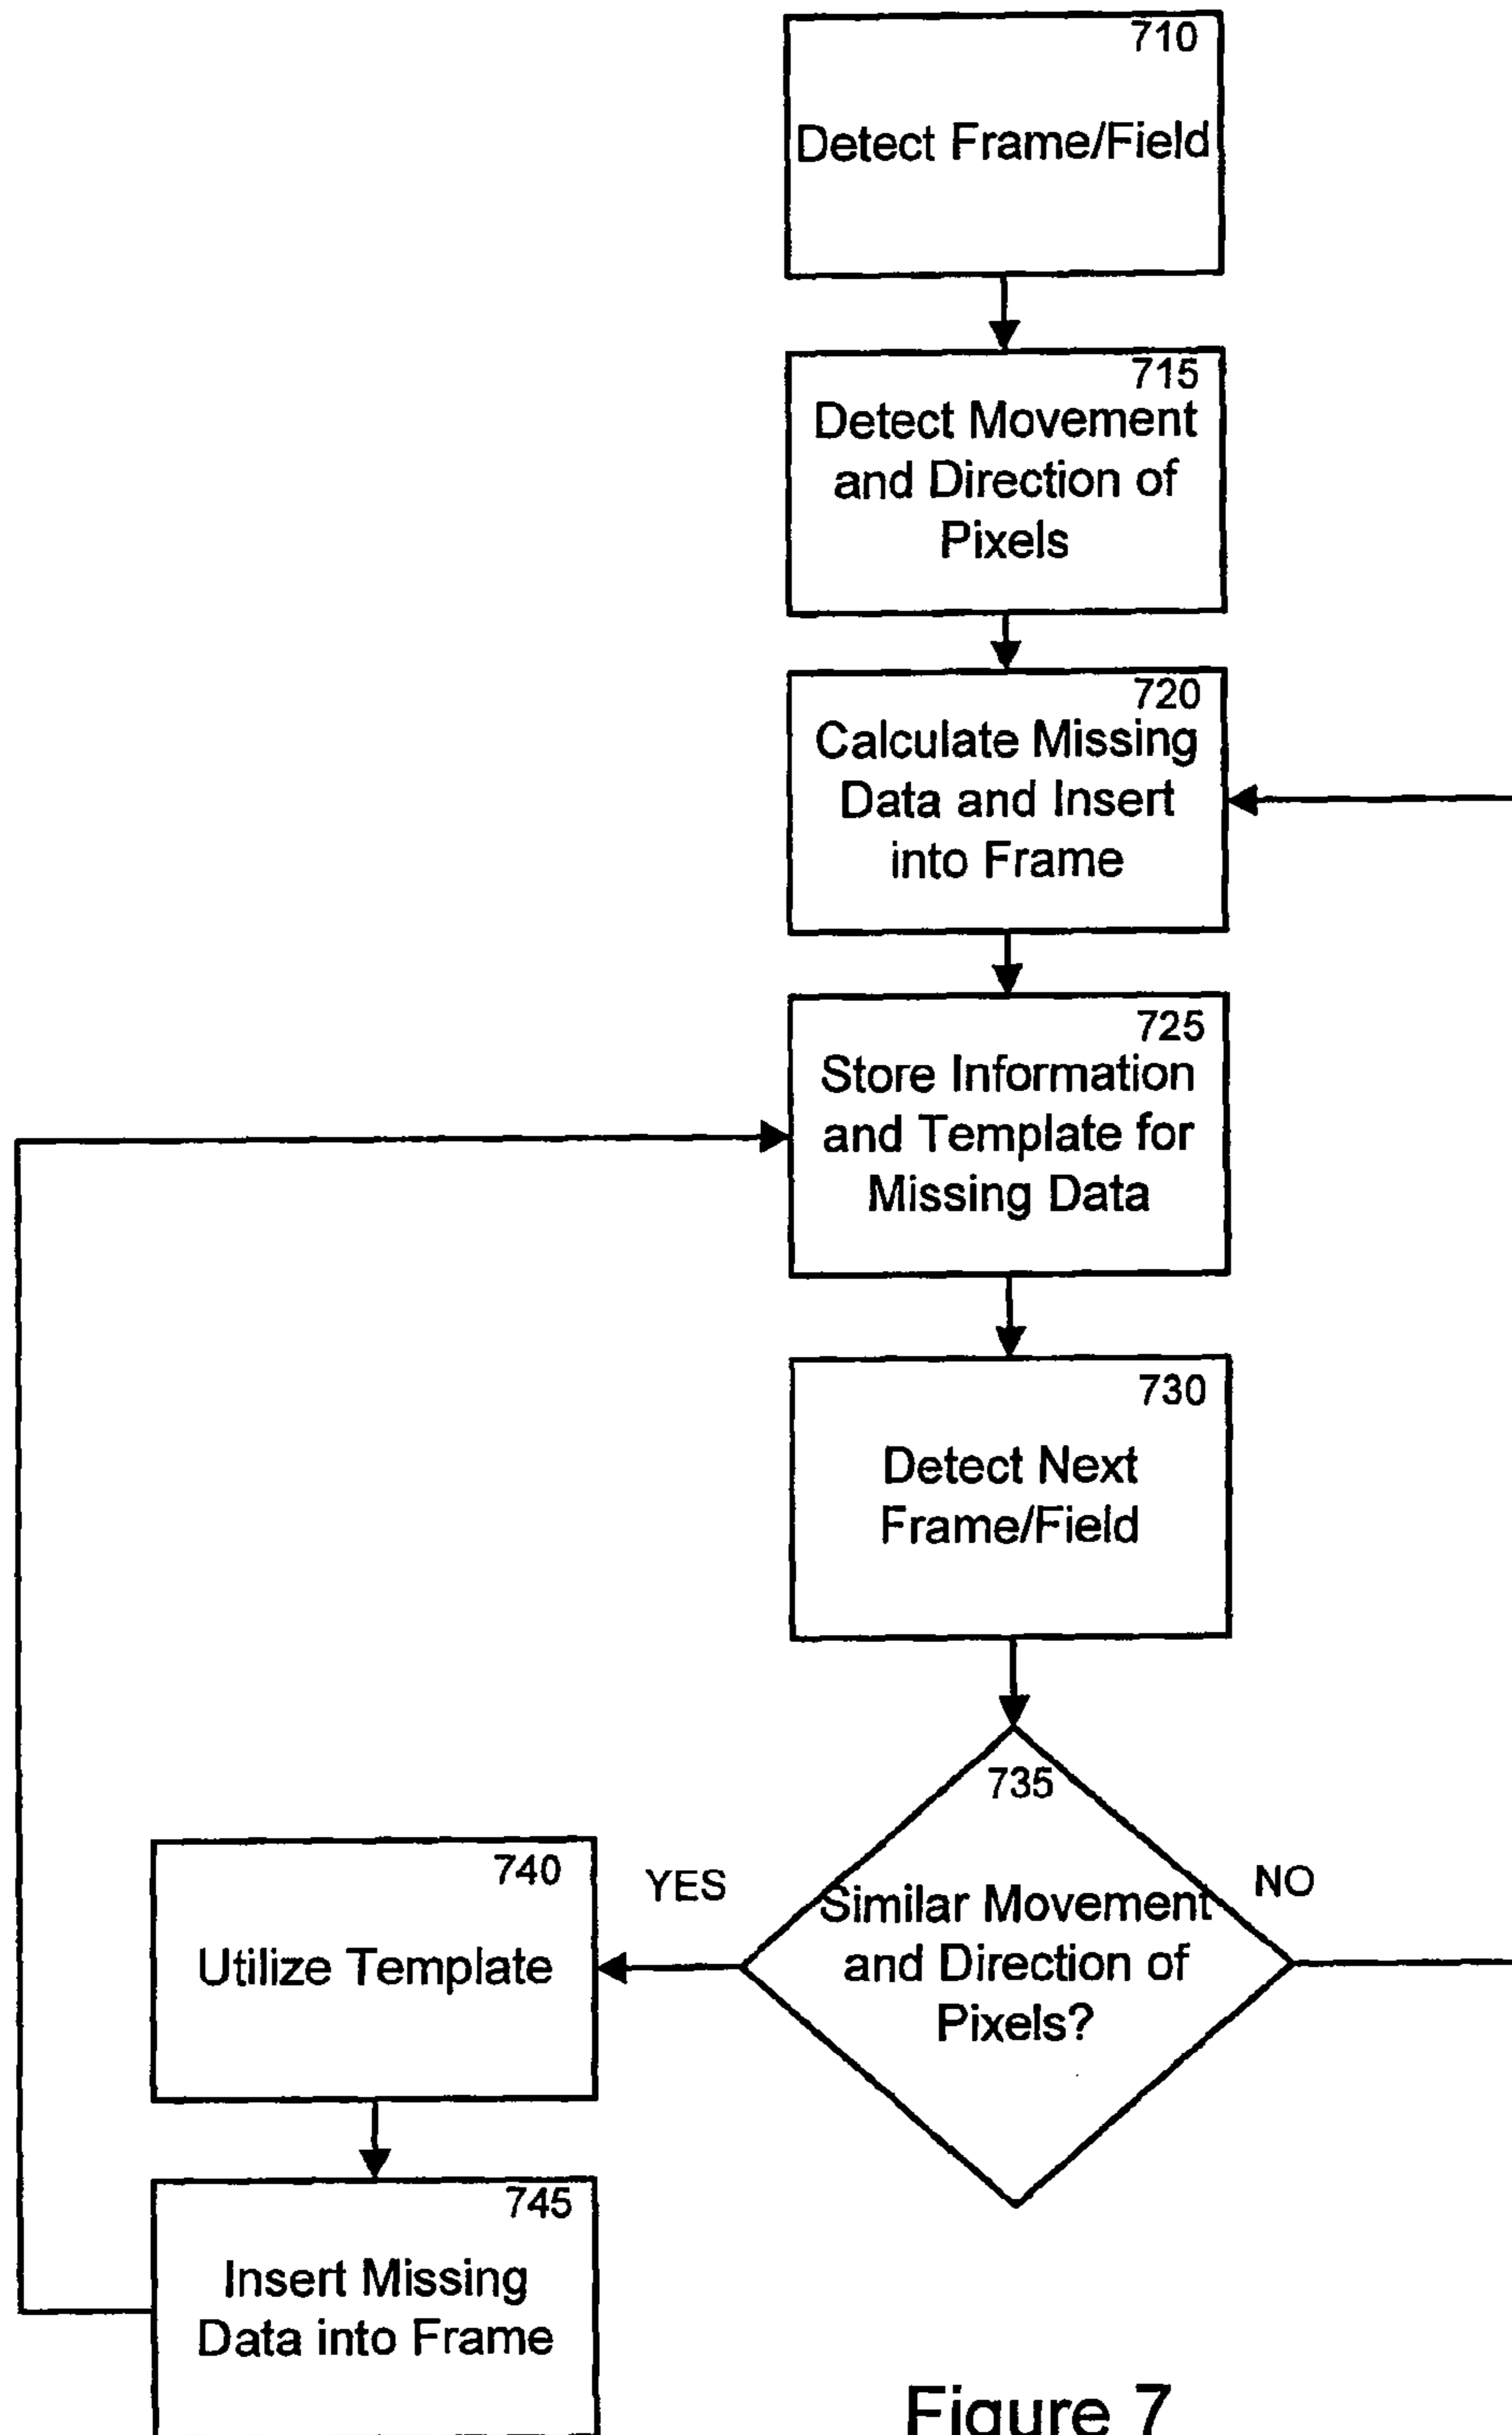 710
Detect Frame/Field
715
Detect Movement
and Direction of
Pixels
720
Calculate Missing
Data and Insert
into Frame
725
Store Information
and Template for
Missing Data
730
Detect Next
Frame/Field
735
Similar Movement
and Direction of
Pixels?
YES
NO
740
Utilize Template
745
Insert Missing
Data into Frame
Figure 7